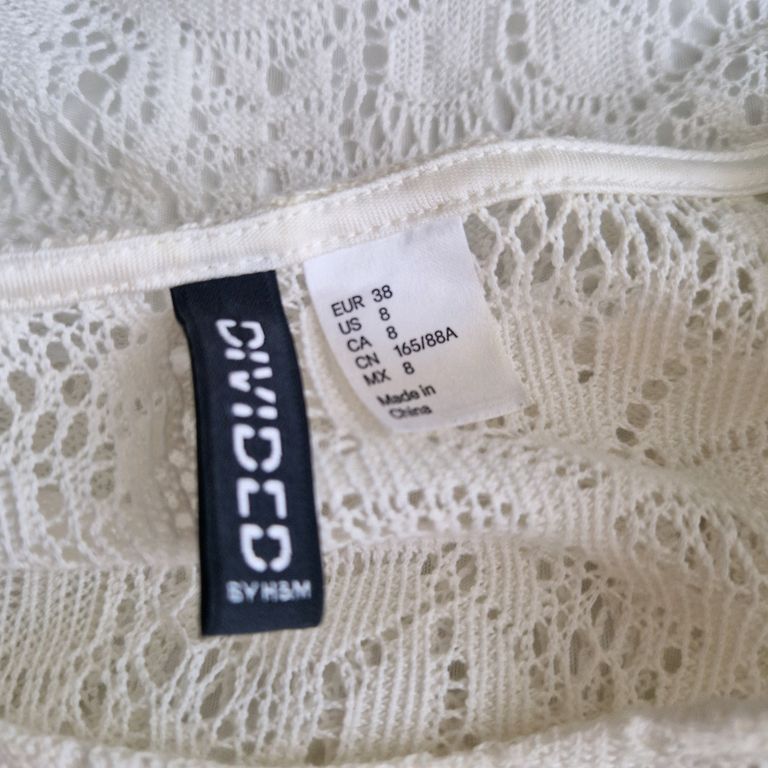 DIVIDED
BY H&M
EUR 38
US 8
CA 8
CN 165/88A
MX 8
Made in
China